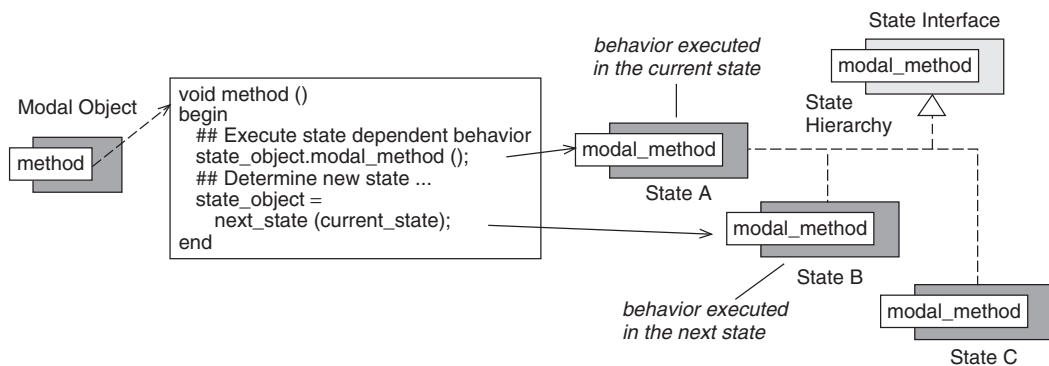 State Interface
modal_method
State
Hierarchy
behavior executed
in the current state
Modal Object
method
void method ()
begin
## Execute state dependent behavior
state_object.modal_method ();
## Determine new state ...
state_object =
next_state (current_state);
end
modal_method
State A
modal_method
State B
behavior executed
in the next state
modal_method
State C